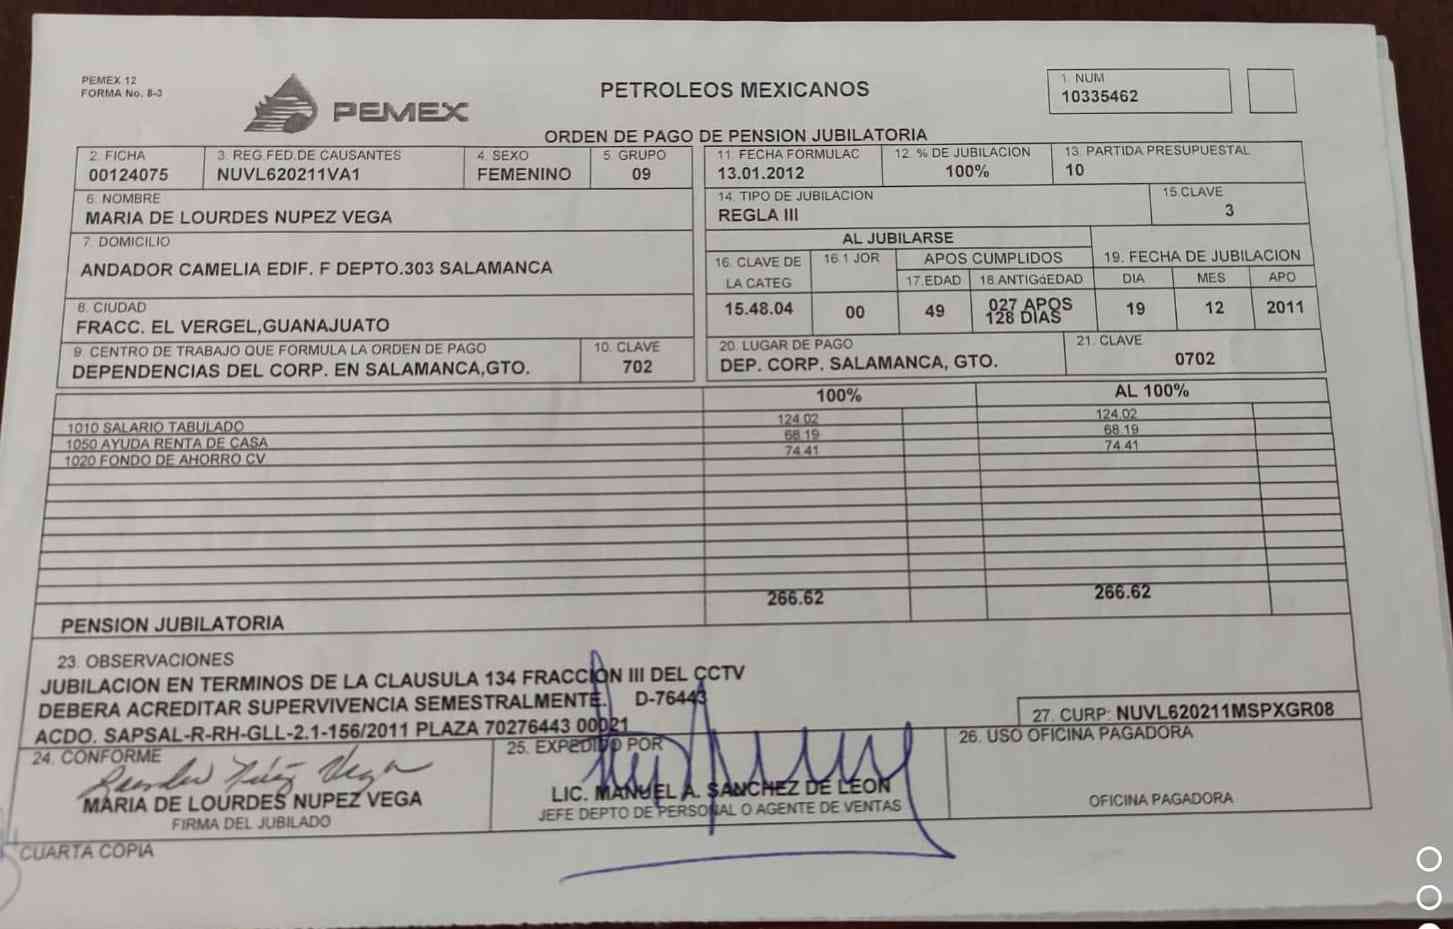 PEMEX 12
FORMA No. 8-3
PEMEX
PETROLEOS MEXICANOS
ORDEN DE PAGO DE PENSION JUBILATORIA
1. NUM
10335462
2. FICHA
00124075
3. REG.FED.DE CAUSANTES
NUVL620211VA1
4. SEXO
FEMENINO
5. GRUPO
09
6. NOMBRE
MARIA DE LOURDES NUPEZ VEGA
7. DOMICILIO
ANDADOR CAMELIA EDIF. F DEPTO.303 SALAMANCA
8. CIUDAD
FRACC. EL VERGEL,GUANAJUATO
9. CENTRO DE TRABAJO QUE FORMULA LA ORDEN DE PAGO
DEPENDENCIAS DEL CORP. EN SALAMANCA,GTO.
10. CLAVE
702
11. FECHA FORMULAC
13.01.2012
12. % DE JUBILACION
100%
13. PARTIDA PRESUPUESTAL
10
14. TIPO DE JUBILACION
REGLA III
15.CLAVE
3
AL JUBILARSE
16. CLAVE DE
LA CATEG
15.48.04
16.1 JOR
00
APOS CUMPLIDOS
17.EDAD
49
18.ANTIGóEDAD
027 APOS
128 DIAS
19. FECHA DE JUBILACION
DIA MES APO
19 12 2011
20. LUGAR DE PAGO
DEP. CORP. SALAMANCA, GTO.
21. CLAVE
0702
100% AL 100%
1010 SALARIO TABULADO 124.02 124.02
1050 AYUDA RENTA DE CASA 68.19 68.19
1020 FONDO DE AHORRO CV 74.41 74.41
266.62 266.62
PENSION JUBILATORIA
23. OBSERVACIONES
JUBILACION EN TERMINOS DE LA CLAUSULA 134 FRACCION III DEL CCTV
DEBERA ACREDITAR SUPERVIVENCIA SEMESTRALMENTE. D-76443
ACDO. SAPSAL-R-RH-GLL-2.1-156/2011 PLAZA 70276443 00021
27. CURP: NUVL620211MSPXGR08
24. CONFORME
MARIA DE LOURDES NUPEZ VEGA
FIRMA DEL JUBILADO
25. EXPEDIDO POR
LIC. MANUEL A. SANCHEZ DE LEON
JEFE DEPTO DE PERSONAL O AGENTE DE VENTAS
26. USO OFICINA PAGADORA
OFICINA PAGADORA
CUARTA COPIA